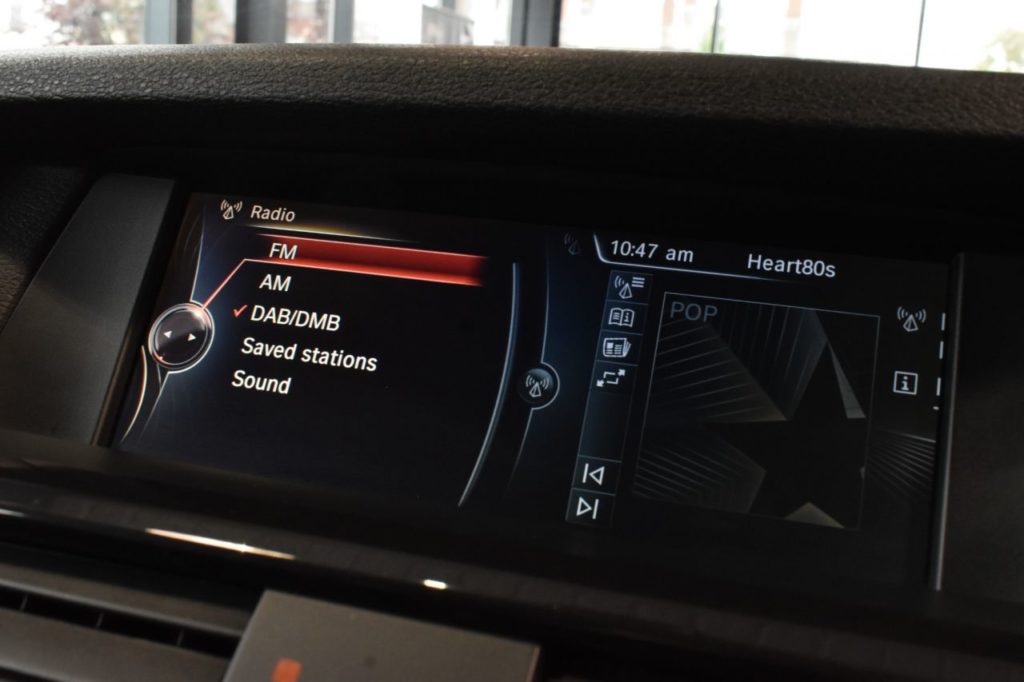 Radio
FM
AM
DAB/DMB
Saved stations
Sound
10:47 am
Heart80s
POP